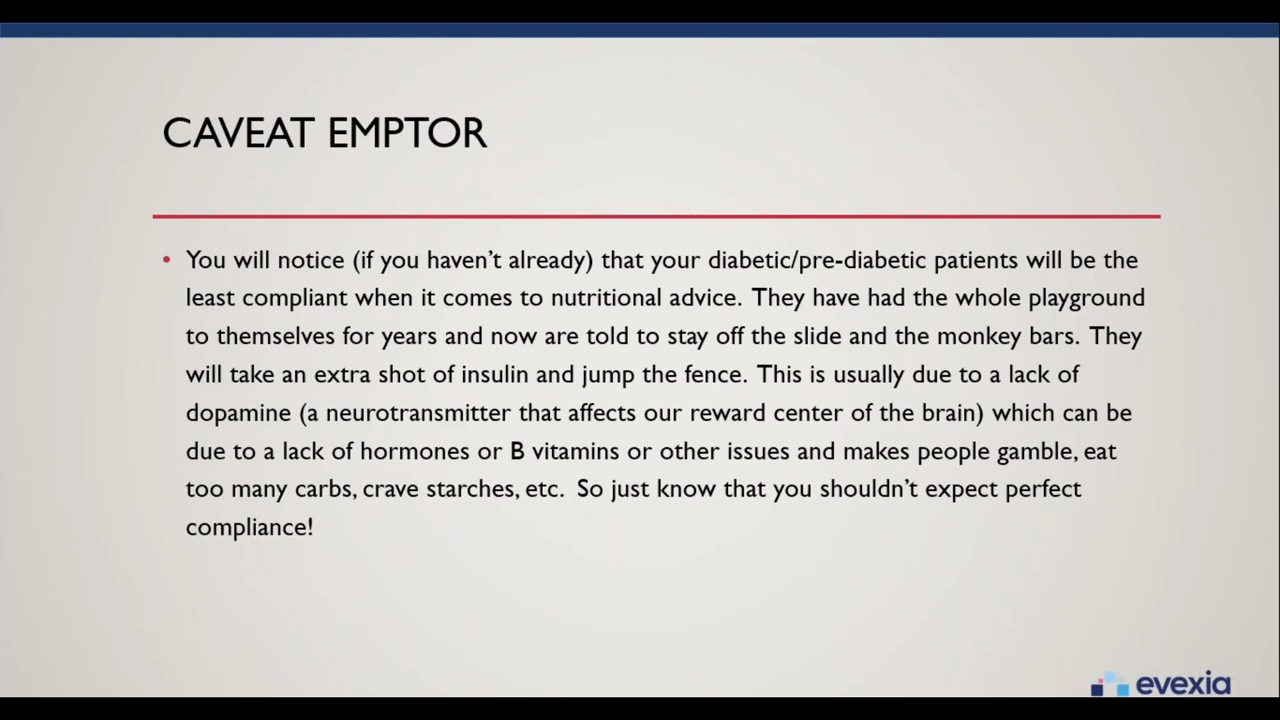 CAVEAT EMPTOR
• You will notice (if you haven’t already) that your diabetic/pre-diabetic patients will be the
least compliant when it comes to nutritional advice. They have had the whole playground
to themselves for years and now are told to stay off the slide and the monkey bars. They
will take an extra shot of insulin and jump the fence. This is usually due to a lack of
dopamine (a neurotransmitter that affects our reward center of the brain) which can be
due to a lack of hormones or B vitamins or other issues and makes people gamble, eat
too many carbs, crave starches, etc. So just know that you shouldn’t expect perfect
compliance!
evexia